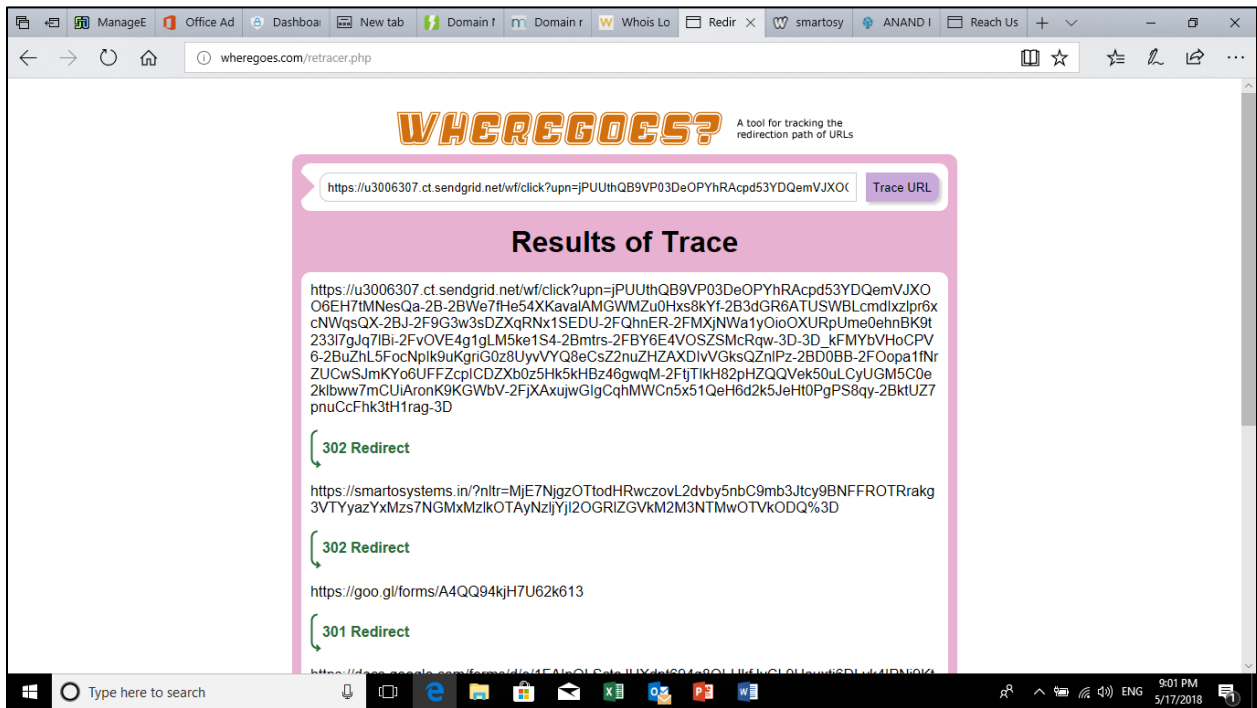 ManageE
Office Ad
Dashboar
New tab
Domain N
Domain r
Whois Lo
Redir
smartosy
ANAND I
Reach Us
wheregoes.com/retracer.php
WHEREGOES?
A tool for tracking the
redirection path of URLs
https://u3006307.ct.sendgrid.net/wf/click?upn=jPUUthQB9VP03DeOPYhRAcpd53YDQemVJXO(
Trace URL
Results of Trace
https://u3006307.ct.sendgrid.net/wf/click?upn=jPUUthQB9VP03DeOPYhRAcpd53YDQemVJXO
O6EH7tMNesQa-2B-2BWe7fHe54XKavalAMGWMZu0Hxs8kYf-2B3dGR6ATUSWBLcmdIxzlpr6x
cNWqsQX-2BJ-2F9G3w3sDZXqRNx1SEDU-2FQhnER-2FMXjNWa1yOioOXURpUme0ehnBK9t
233l7gJq7lBi-2FvOVE4g1gLM5ke1S4-2Bmtrs-2FBY6E4VOSZSMcRqw-3D-3D_kFMYbVHoCPV
6-2BuZhL5FocNplk9uKgriG0z8UyvVYQ8eCsZ2nuZHZAXDIvVGksQZnlPz-2BD0BB-2FOopa1fNr
ZUCwSJmKYo6UFFZcpICDZXb0z5Hk5kHBz46gwqM-2FtjTlkH82pHZQQVek50uLCyUGM5C0e
2klbww7mCUiAronK9KGWbV-2FjXAxujwGlgCqhMWCn5x51QeH6d2k5JeHt0PgPS8qy-2BktUZ7
pnuCcFhk3tH1rag-3D
302 Redirect
https://smartosystems.in/?nltr=MjE7NjgzOTtodHRwczovL2dvby5nbC9mb3Jtcy9BNFFROTRrakg
3VTYyazYxMzs7NGMxMzlkOTAyNzljYjI2OGRlZGVkM2M3NTMwOTVkODQ%3D
302 Redirect
https://goo.gl/forms/A4QQ94kjH7U62k613
301 Redirect
Type here to search
ENG
9:01 PM
5/17/2018